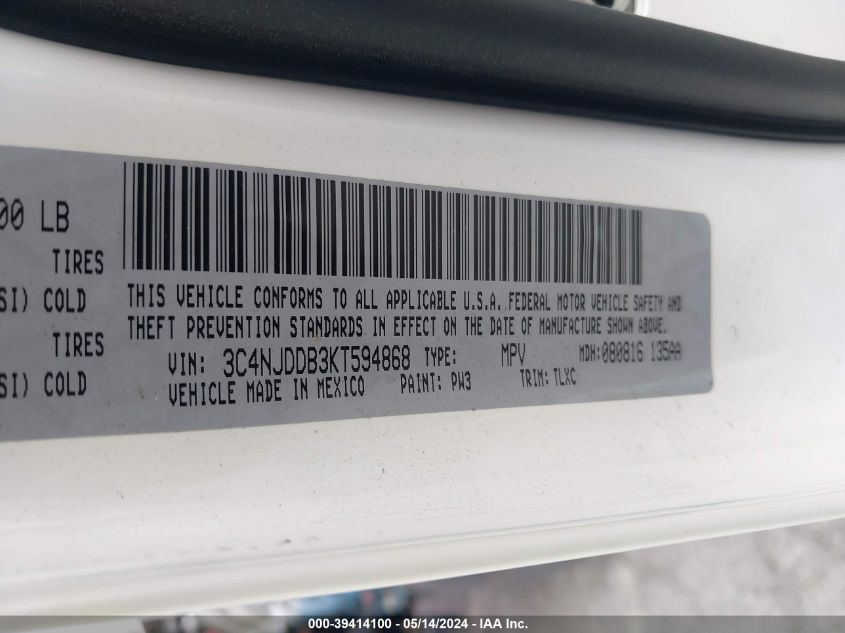 00 LB
TIRES
SI) COLD
TIRES
SI) COLD
THIS VEHICLE CONFORMS TO ALL APPLICABLE U.S.A. FEDERAL MOTOR VEHICLE SAFETY AND
THEFT PREVENTION STANDARDS IN EFFECT ON THE DATE OF MANUFACTURE SHOWN ABOVE.
VIN: 3C4NJDDB3KT594868 TYPE: MPV MDH:080816 135AA
VEHICLE MADE IN MEXICO PAINT: PW3 TRIM: TLXC
000-39414100 - 05/14/2024 - IAA Inc.